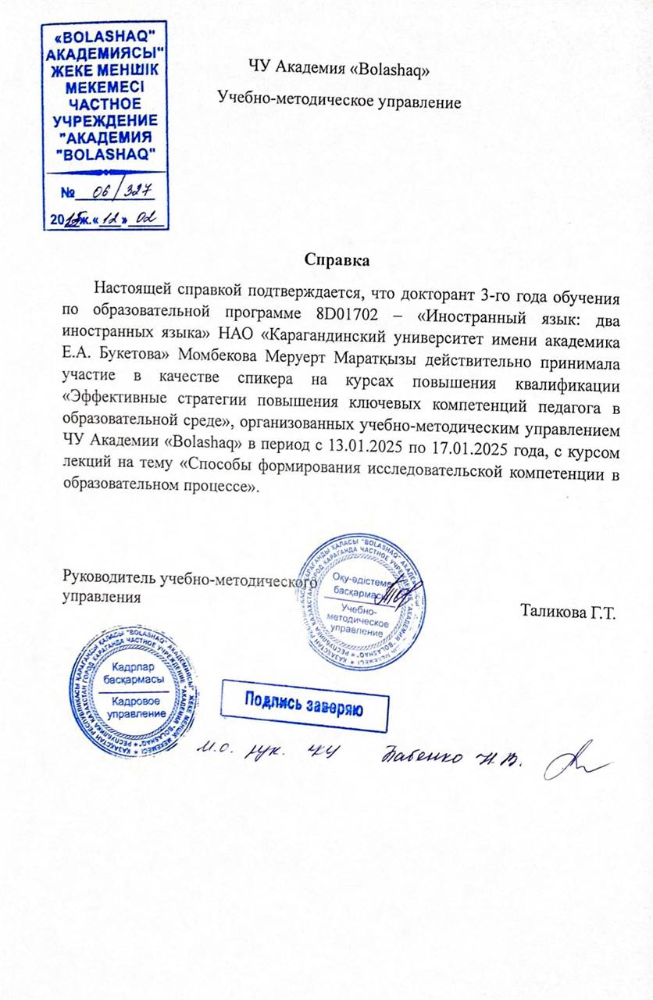 «BOLASHAQ"
АКАДЕМИЯСЫ"
ЖЕКЕ МЕНШІК
МЕКЕМЕСІ
ЧАСТНОЕ
УЧРЕЖДЕНИЕ
"АКАДЕМИЯ
"BOLASHAQ"
№ 06/327
2025ж.«12» 02
ЧУ Академия «Bolashaq»
Учебно-методическое управление
Справка
Настоящей справкой подтверждается, что докторант 3-го года обучения
по образовательной программе 8D01702 – «Иностранный язык: два
иностранных языка» НАО «Карагандинский университет имени академика
Е.А. Букетова» Момбекова Меруерт Маратқызы действительно принимала
участие в качестве спикера на курсах повышения квалификации
«Эффективные стратегии повышения ключевых компетенций педагога в
образовательной среде», организованных учебно-методическим управлением
ЧУ Академии «Bolashaq» в период с 13.01.2025 по 17.01.2025 года, с курсом
лекций на тему «Способы формирования исследовательской компетенции в
образовательном процессе».
Руководитель учебно-методического
управления
Таликова Г.Т.
Оқу-әдістеме
басқармасы
Учебно-
методическое
управление
Кадрлар
басқармасы
Кадровое
управление
Подпись заверяю
и.о. рук. Бабенко Н.В.